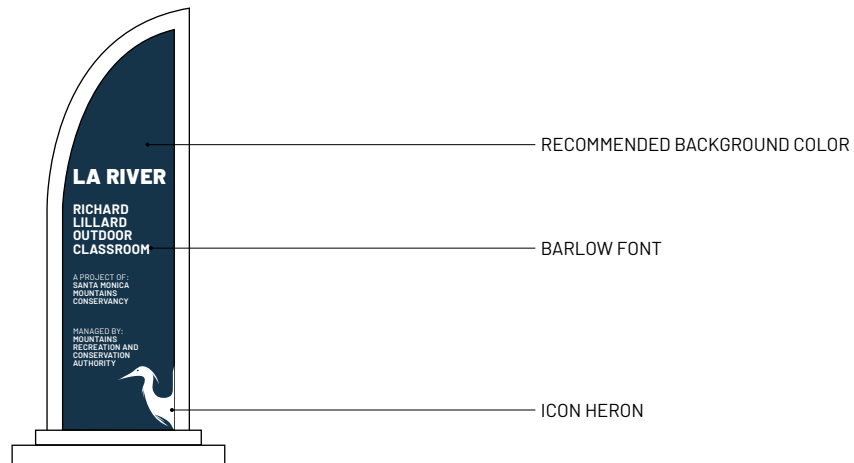 RECOMMENDED BACKGROUND COLOR
LA RIVER
RICHARD
LILLARD
OUTDOOR
CLASSROOM
BARLOW FONT
A PROJECT OF:
SANTA MONICA
MOUNTAINS
CONSERVANCY
MANAGED BY:
MOUNTAINS
RECREATION AND
CONSERVATION
AUTHORITY
ICON HERON